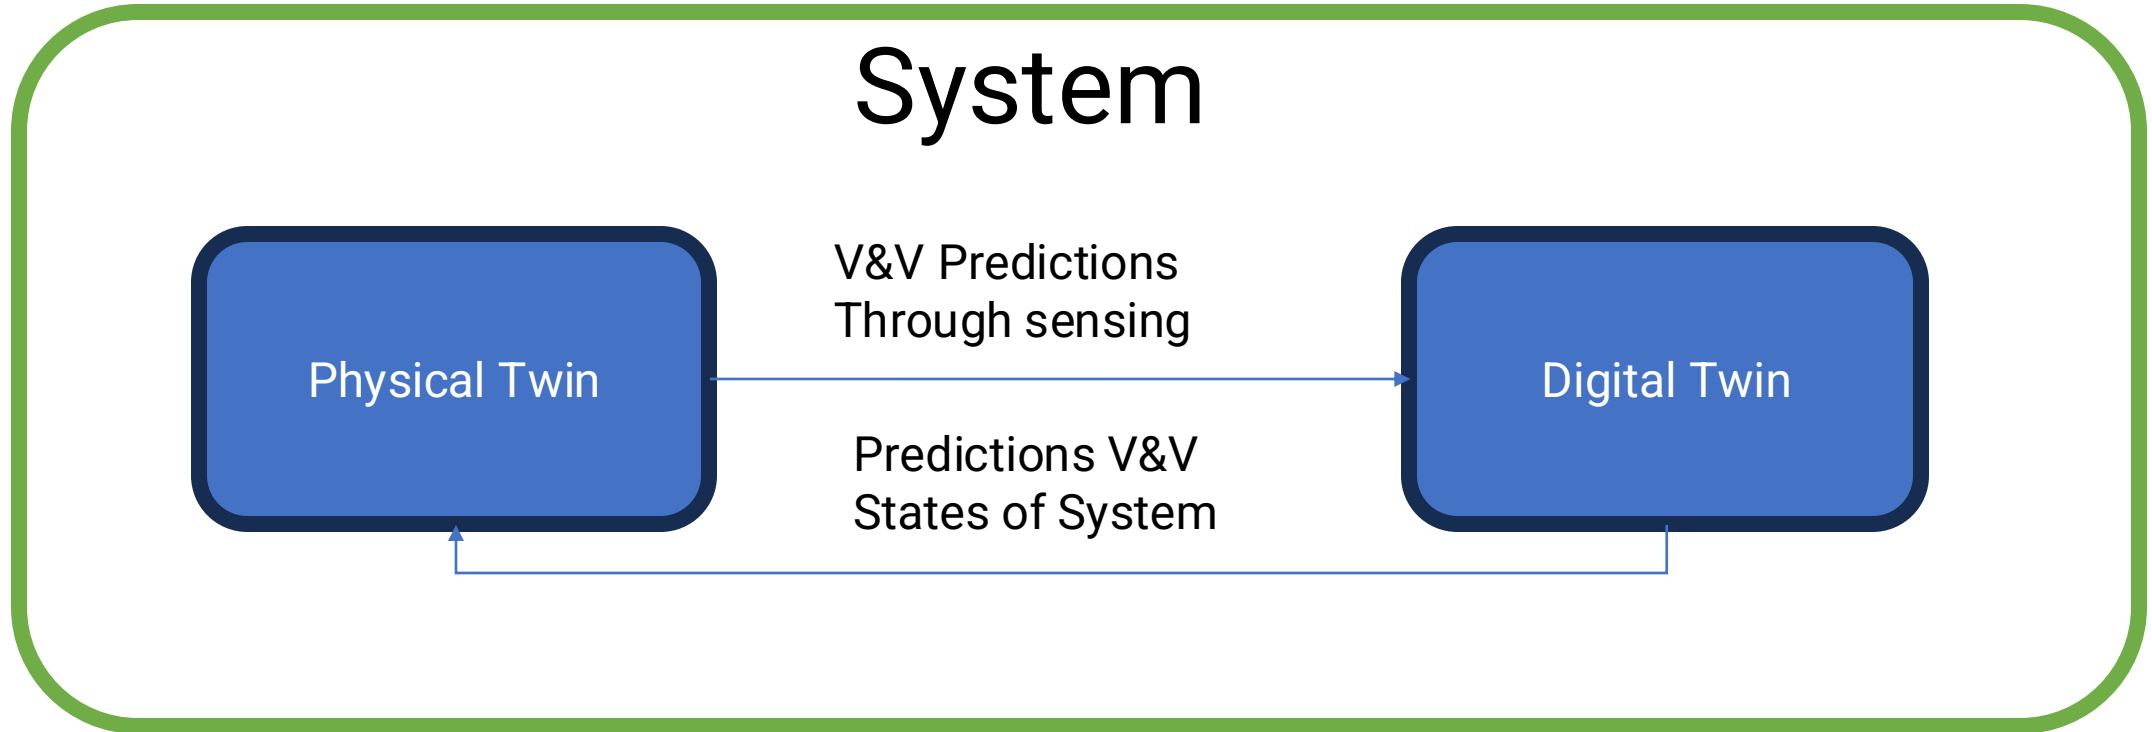 System
V&V Predictions
Through sensing
Physical Twin
Digital Twin
Predictions V&V
States of System